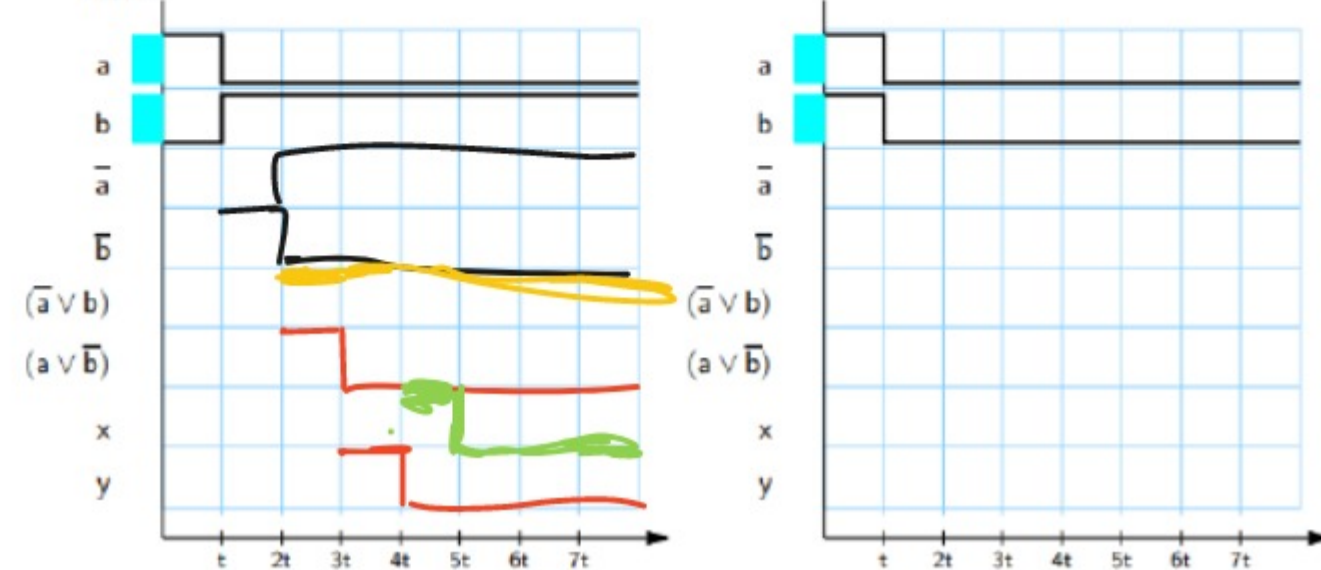 a
b
a̅
b̅
(a̅ ∨ b)
(a ∨ b̅)
x
y
t 2t 3t 4t 5t 6t 7t
a
b
a̅
b̅
(a̅ ∨ b)
(a ∨ b̅)
x
y
t 2t 3t 4t 5t 6t 7t